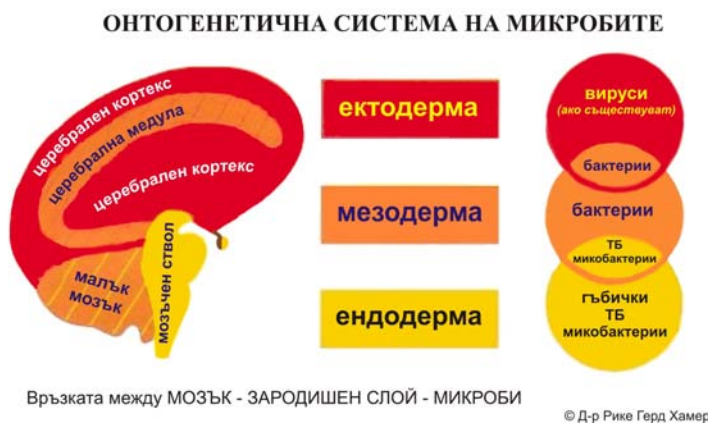 ОНТОГЕНЕТИЧНА СИСТЕМА НА МИКРОБИТЕ
церебрален кортекс
церебрална медула
церебрален кортекс
малък
мозък
мозъчен ствол
ектодерма
мезодерма
ендодерма
вируси
(ако съществуват)
бактерии
бактерии
ТБ
микобактерии
гъбички
ТБ
микобактерии
Връзката между МОЗЪК - ЗАРОДИШЕН СЛОЙ - МИКРОБИ
© Д-р Рике Герд Хамер